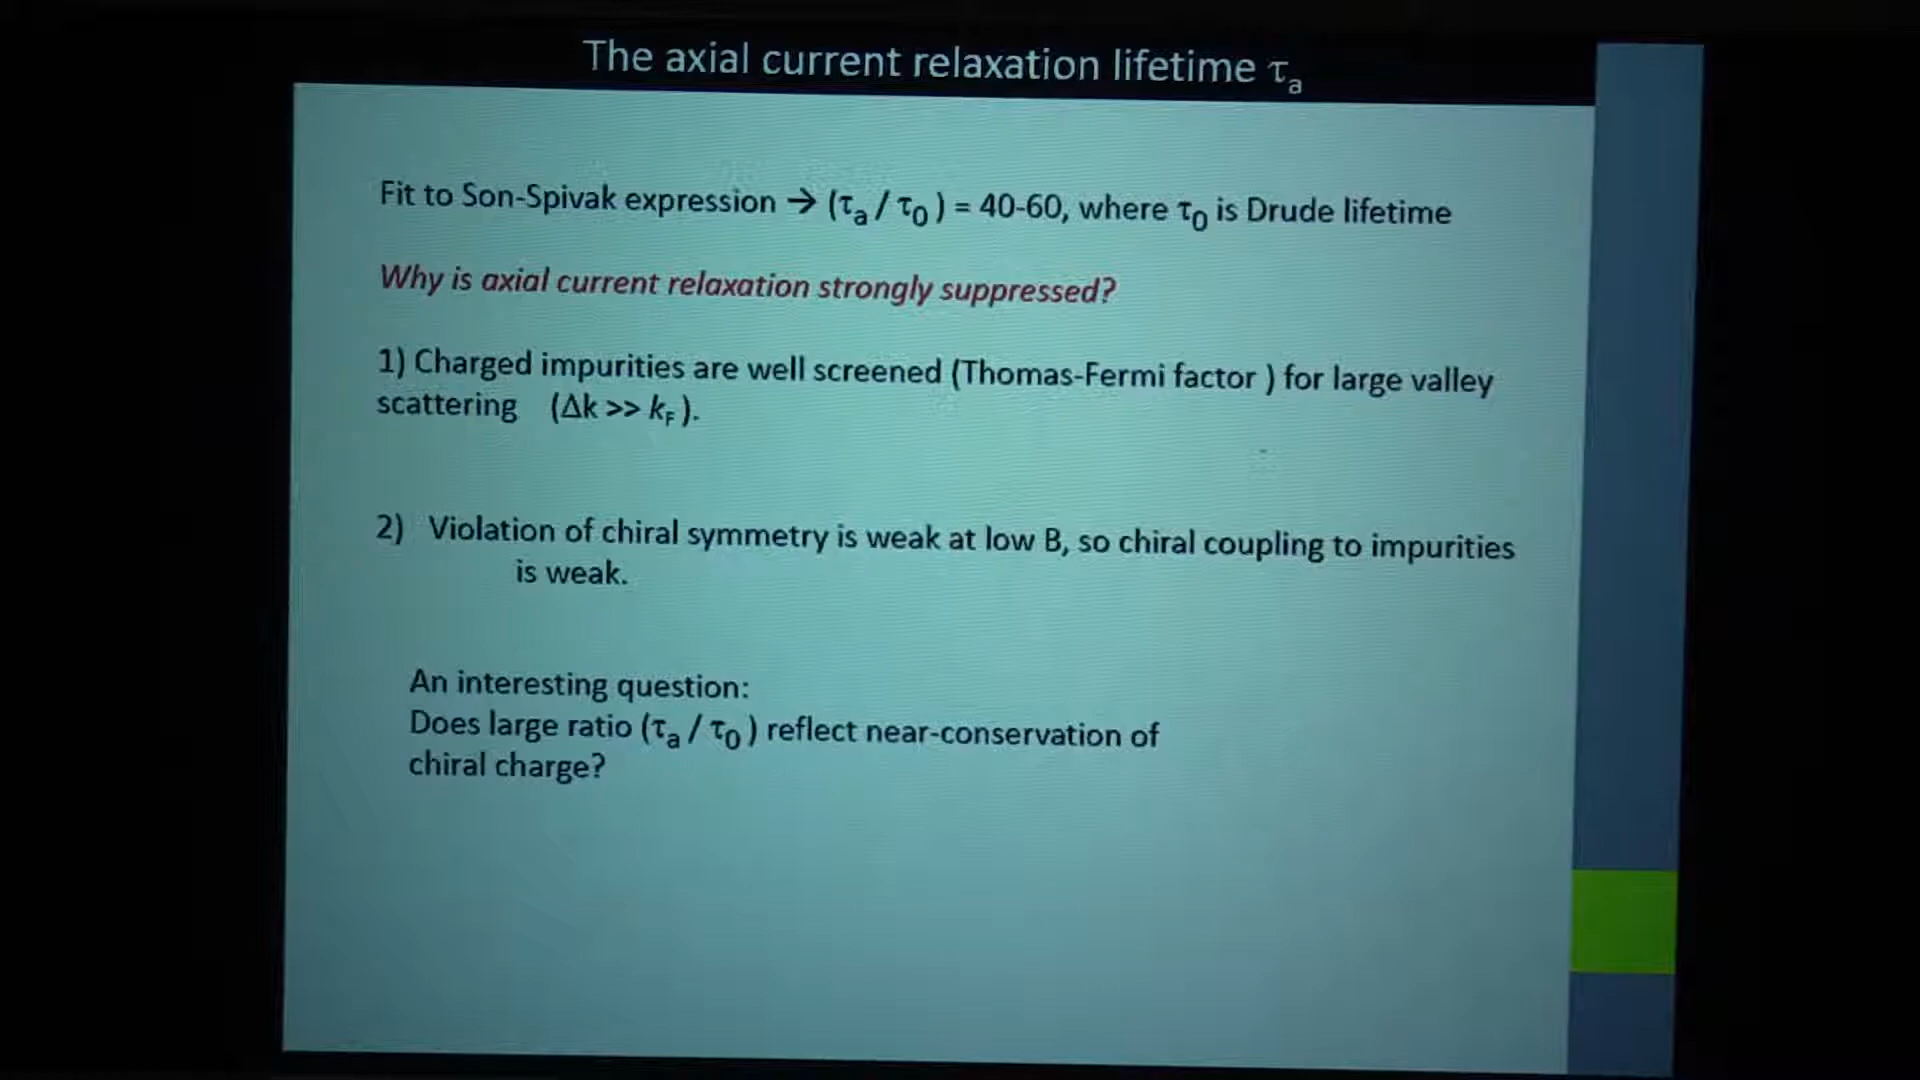 The axial current relaxation lifetime τa
Fit to Son-Spivak expression → (τa / τ0 ) = 40-60, where τ0 is Drude lifetime
Why is axial current relaxation strongly suppressed?
1) Charged impurities are well screened (Thomas-Fermi factor ) for large valley
scattering (Δk >> kF ).
2) Violation of chiral symmetry is weak at low B, so chiral coupling to impurities
is weak.
An interesting question:
Does large ratio (τa / τ0 ) reflect near-conservation of
chiral charge?